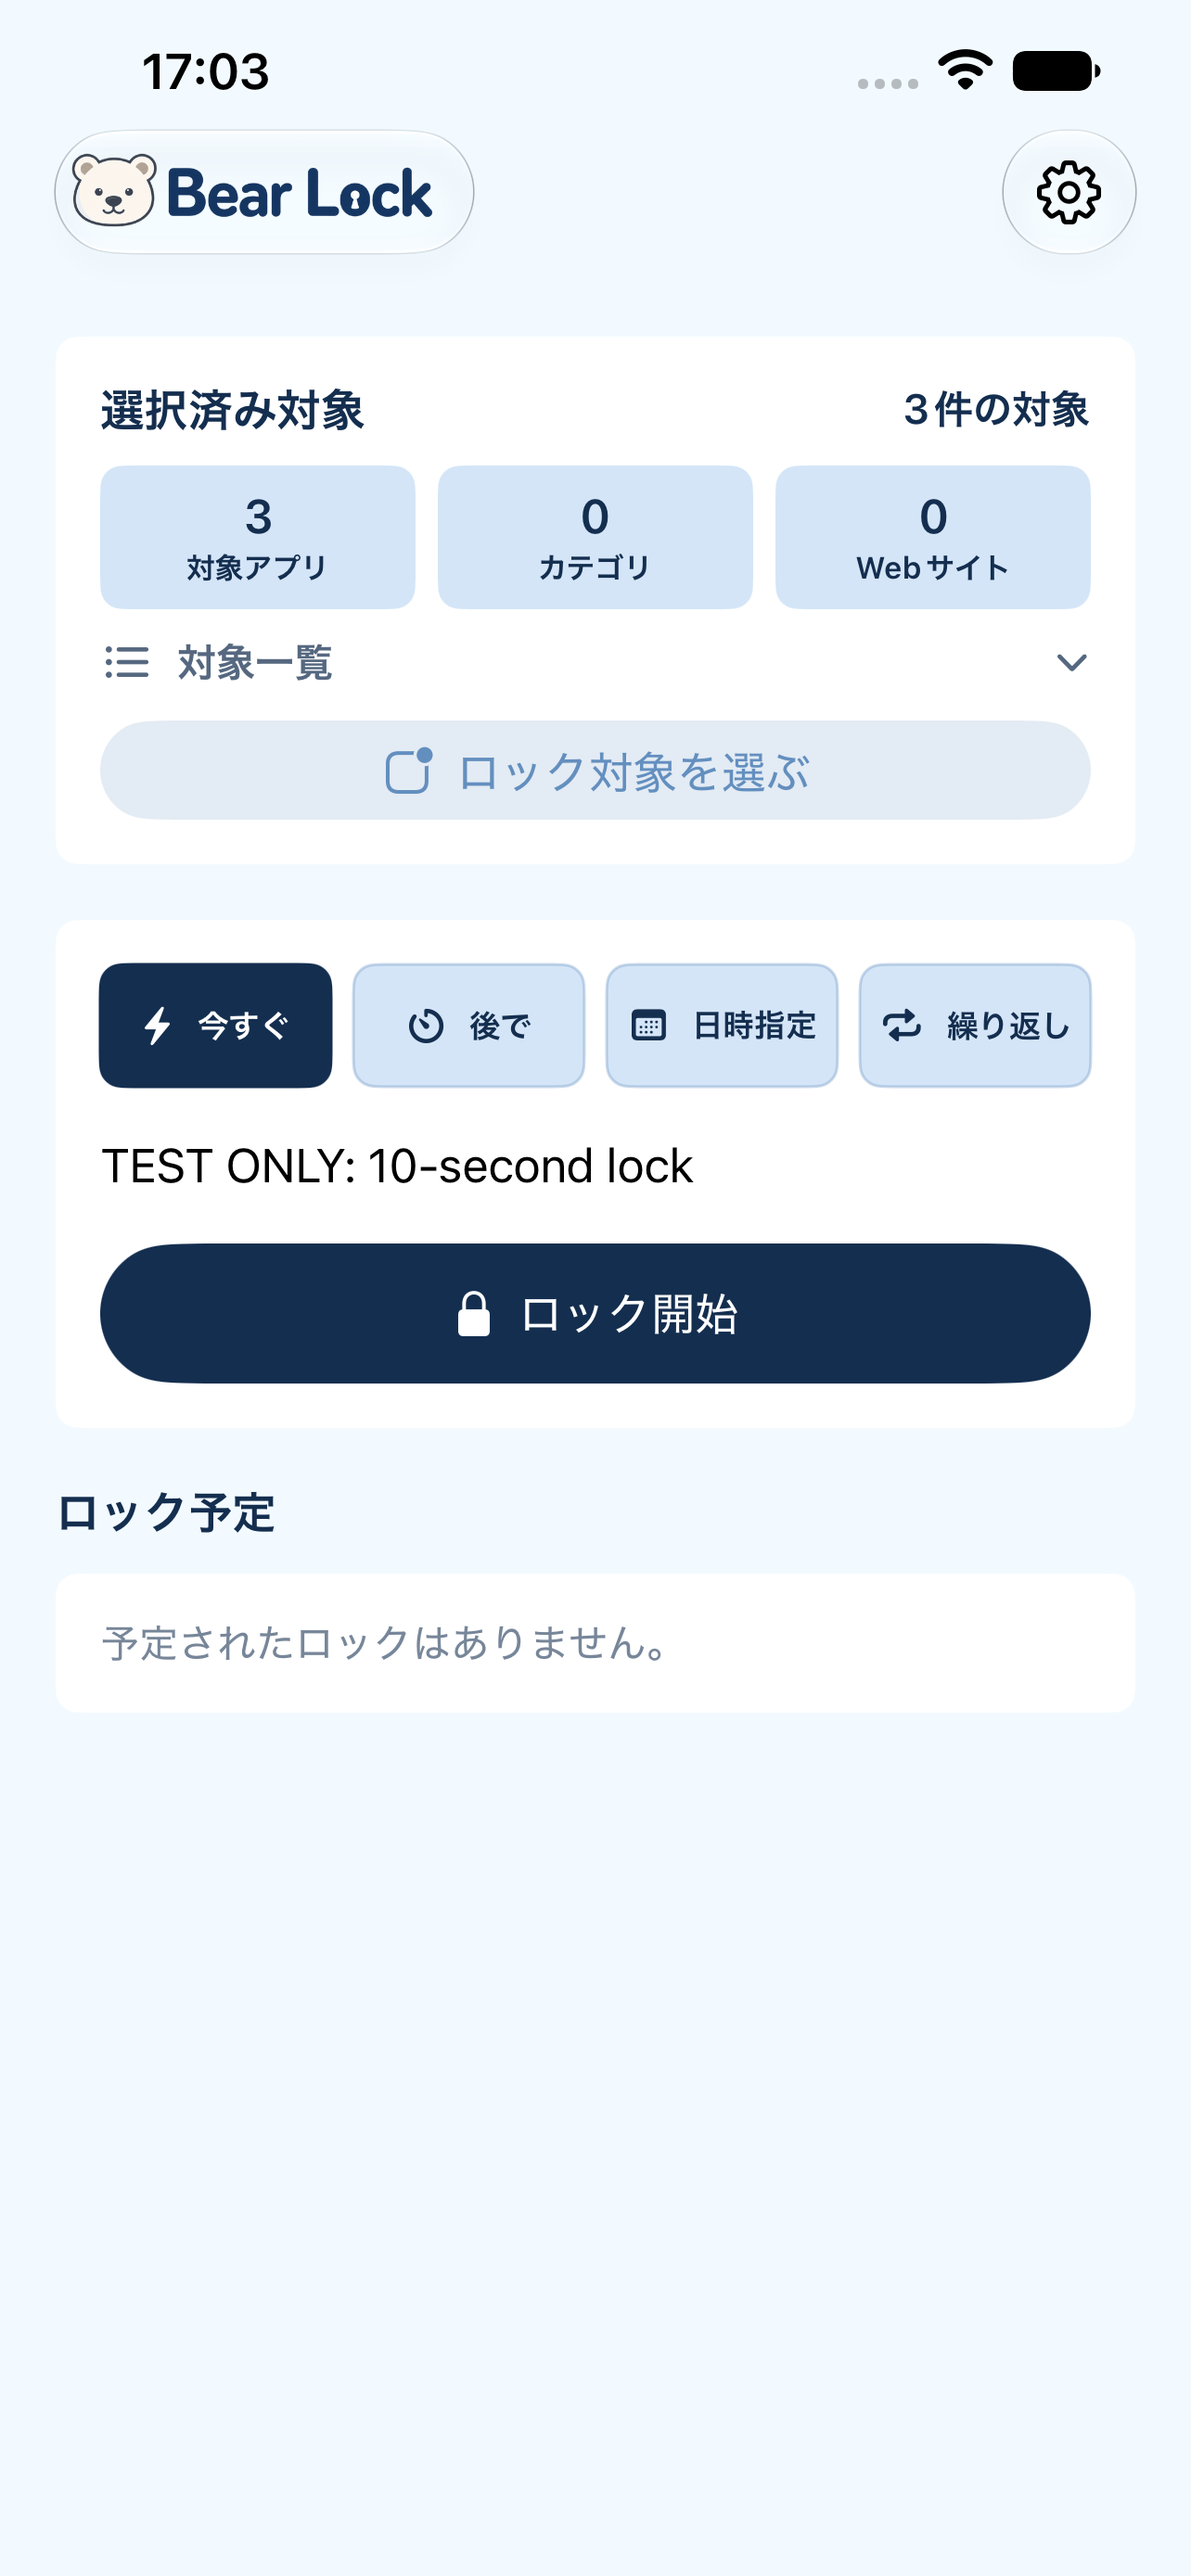 17:03
Bear Lock
選択済み対象
3件の対象
3
対象アプリ
0
カテゴリ
0
Webサイト
対象一覧
ロック対象を選ぶ
今すぐ
後で
日時指定
繰り返し
TEST ONLY: 10-second lock
ロック開始
ロック予定
予定されたロックはありません。